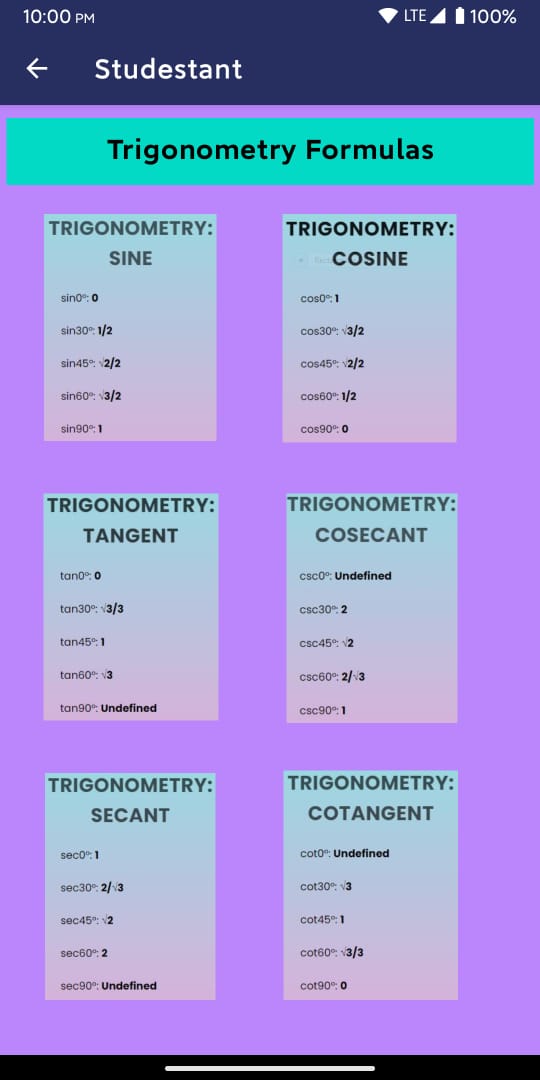 10:00 PM LTE 100%
Studestant
Trigonometry Formulas
TRIGONOMETRY:
SINE
sin0º: 0
sin30º: 1/2
sin45º: √2/2
sin60º: √3/2
sin90º: 1
TRIGONOMETRY:
COSINE
cos0º: 1
cos30º: √3/2
cos45º: √2/2
cos60º: 1/2
cos90º: 0
TRIGONOMETRY:
TANGENT
tan0º: 0
tan30º: √3/3
tan45º: 1
tan60º: √3
tan90º: Undefined
TRIGONOMETRY:
COSECANT
csc0º: Undefined
csc30º: 2
csc45º: √2
csc60º: 2/√3
csc90º: 1
TRIGONOMETRY:
SECANT
sec0º: 1
sec30º: 2/√3
sec45º: √2
sec60º: 2
sec90º: Undefined
TRIGONOMETRY:
COTANGENT
cot0º: Undefined
cot30º: √3
cot45º: 1
cot60º: √3/3
cot90º: 0